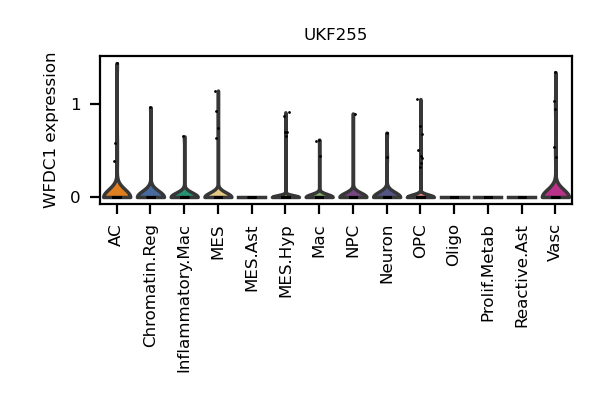 UKF255
WFDC1 expression
1
0
AC
Chromatin.Reg
Inflammatory.Mac
MES
MES.Ast
MES.Hyp
Mac
NPC
Neuron
OPC
Oligo
Prolif.Metab
Reactive.Ast
Vasc